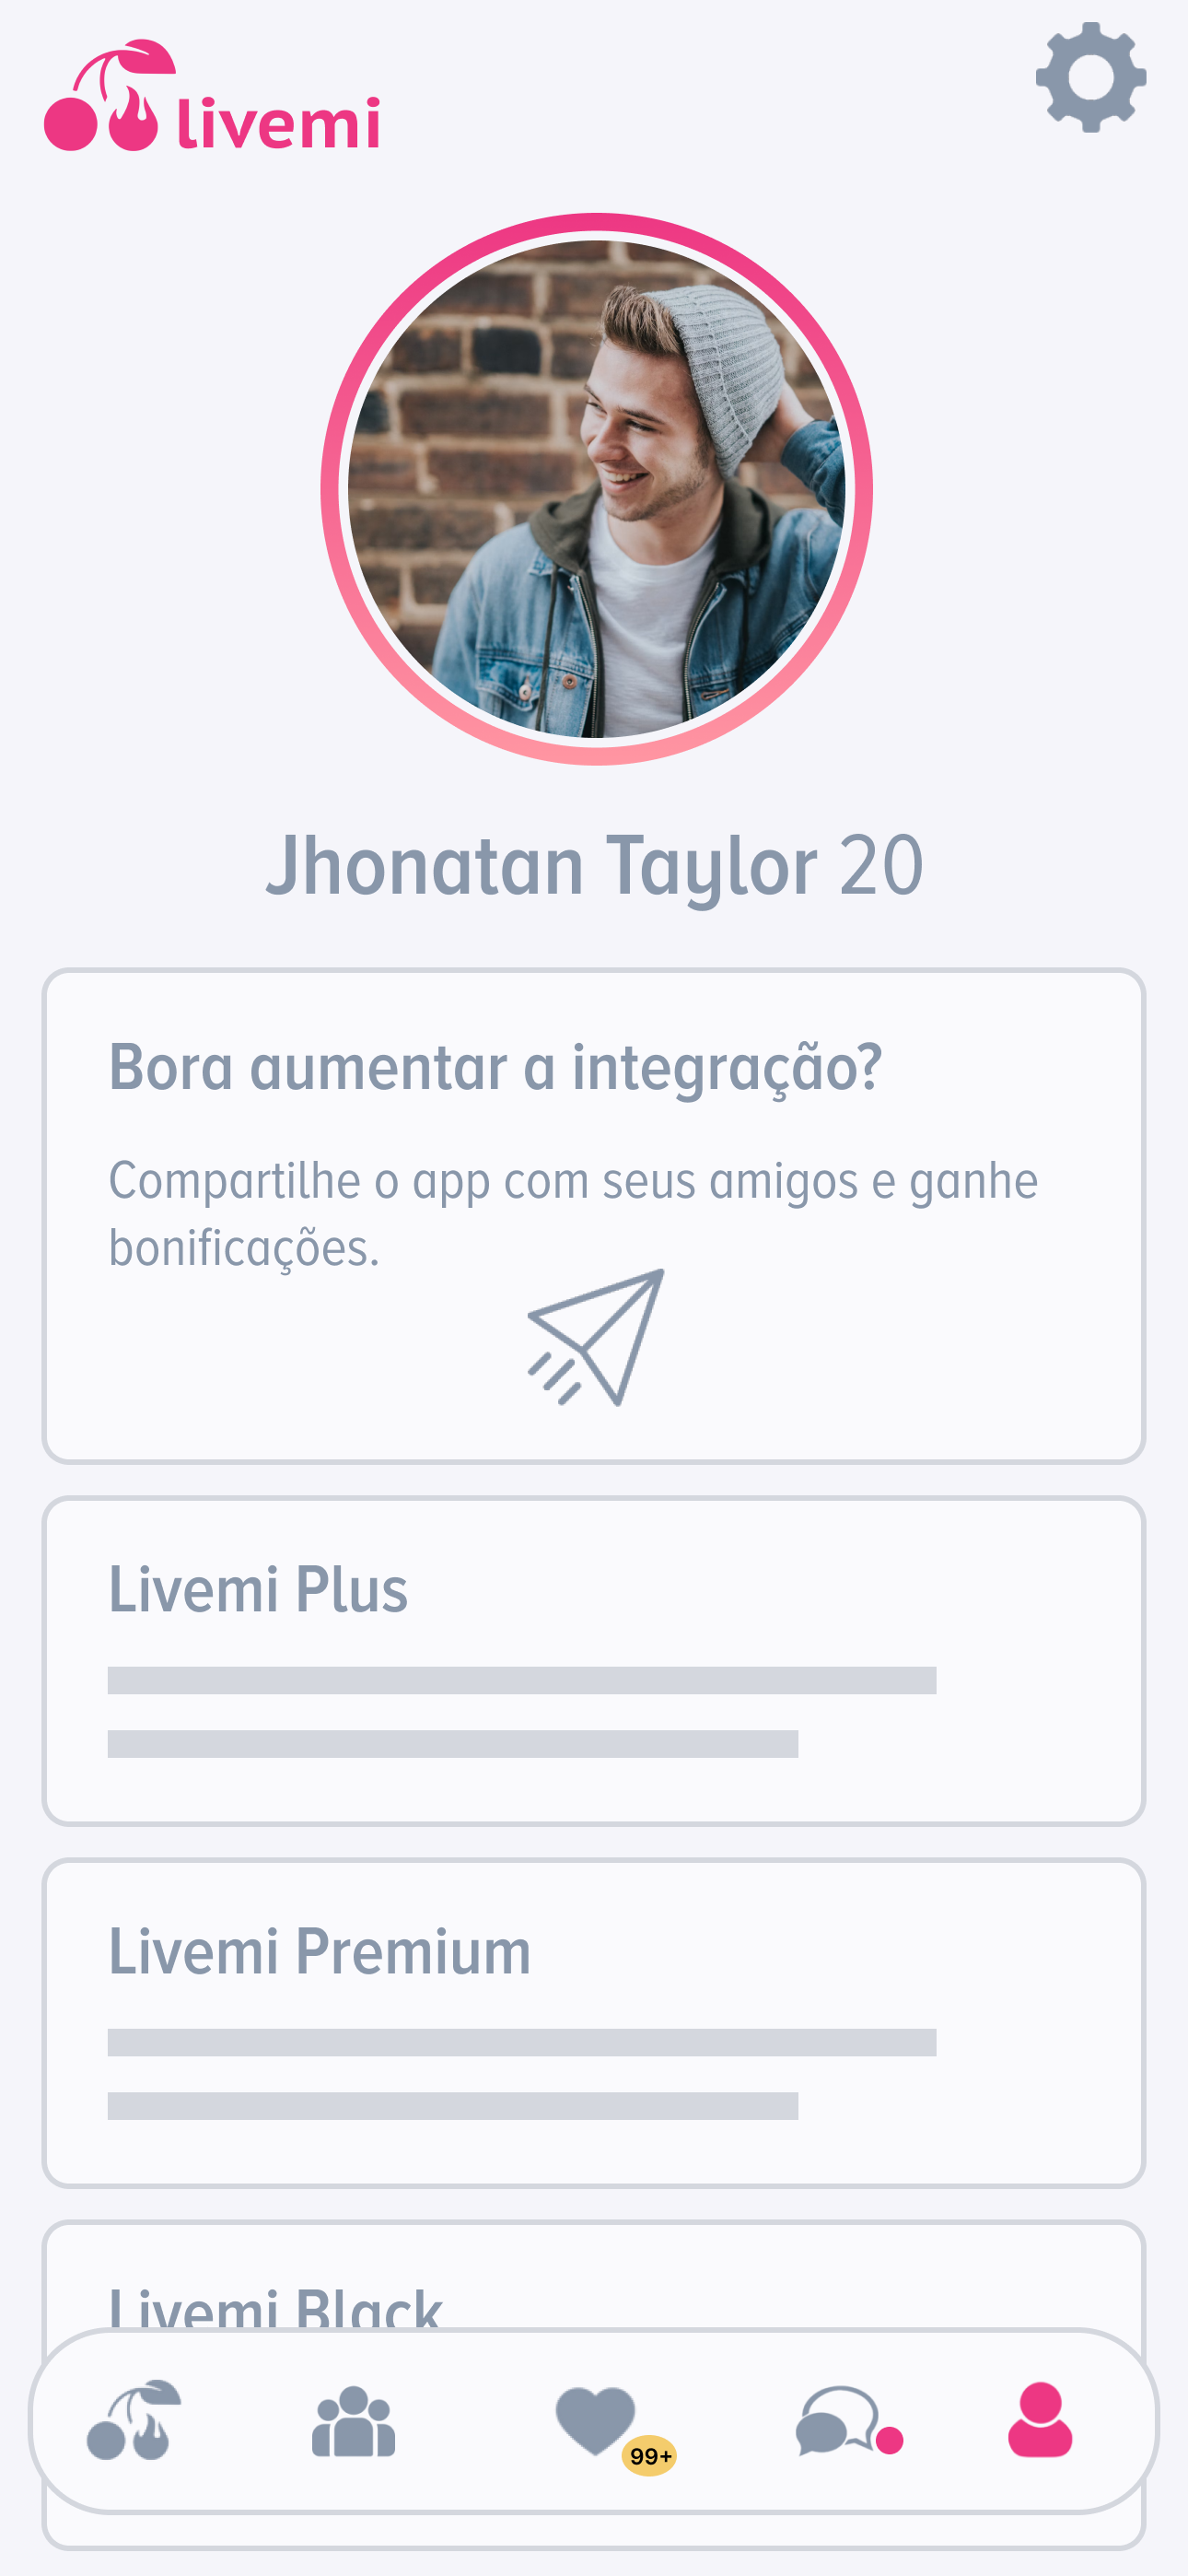 livemi
Jhonatan Taylor 20
Bora aumentar a integração?
Compartilhe o app com seus amigos e ganhe
bonificações.
Livemi Plus
Livemi Premium
Livemi Black
99+